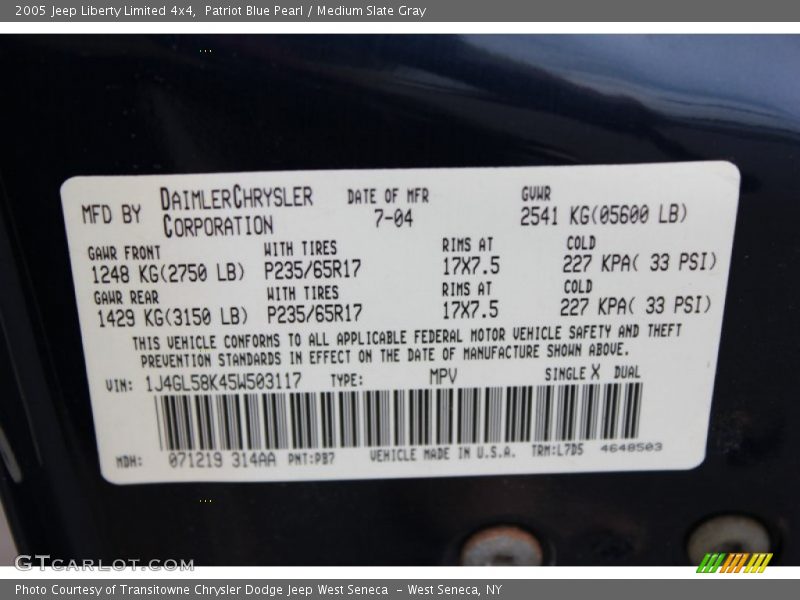 2005 Jeep Liberty Limited 4x4,  Patriot Blue Pearl / Medium Slate Gray
MFD BY DAIMLERCHRYSLER CORPORATION DATE OF MFR 7-04 GVWR 2541 KG(05600 LB)
GAWR FRONT WITH TIRES RIMS AT COLD
1248 KG(2750 LB) P235/65R17 17X7.5 227 KPA( 33 PSI)
GAWR REAR WITH TIRES RIMS AT COLD
1429 KG(3150 LB) P235/65R17 17X7.5 227 KPA( 33 PSI)
THIS VEHICLE CONFORMS TO ALL APPLICABLE FEDERAL MOTOR VEHICLE SAFETY AND THEFT
PREVENTION STANDARDS IN EFFECT ON THE DATE OF MANUFACTURE SHOWN ABOVE.
VIN: 1J4GL58K45W503117 TYPE: MPV SINGLE X DUAL
MDH: 071219 314AA PNT:PB7 VEHICLE MADE IN U.S.A. TRM:L7D5 4648503
GTCARLOT.COM
Photo Courtesy of Transitowne Chrysler Dodge Jeep West Seneca  - West Seneca, NY